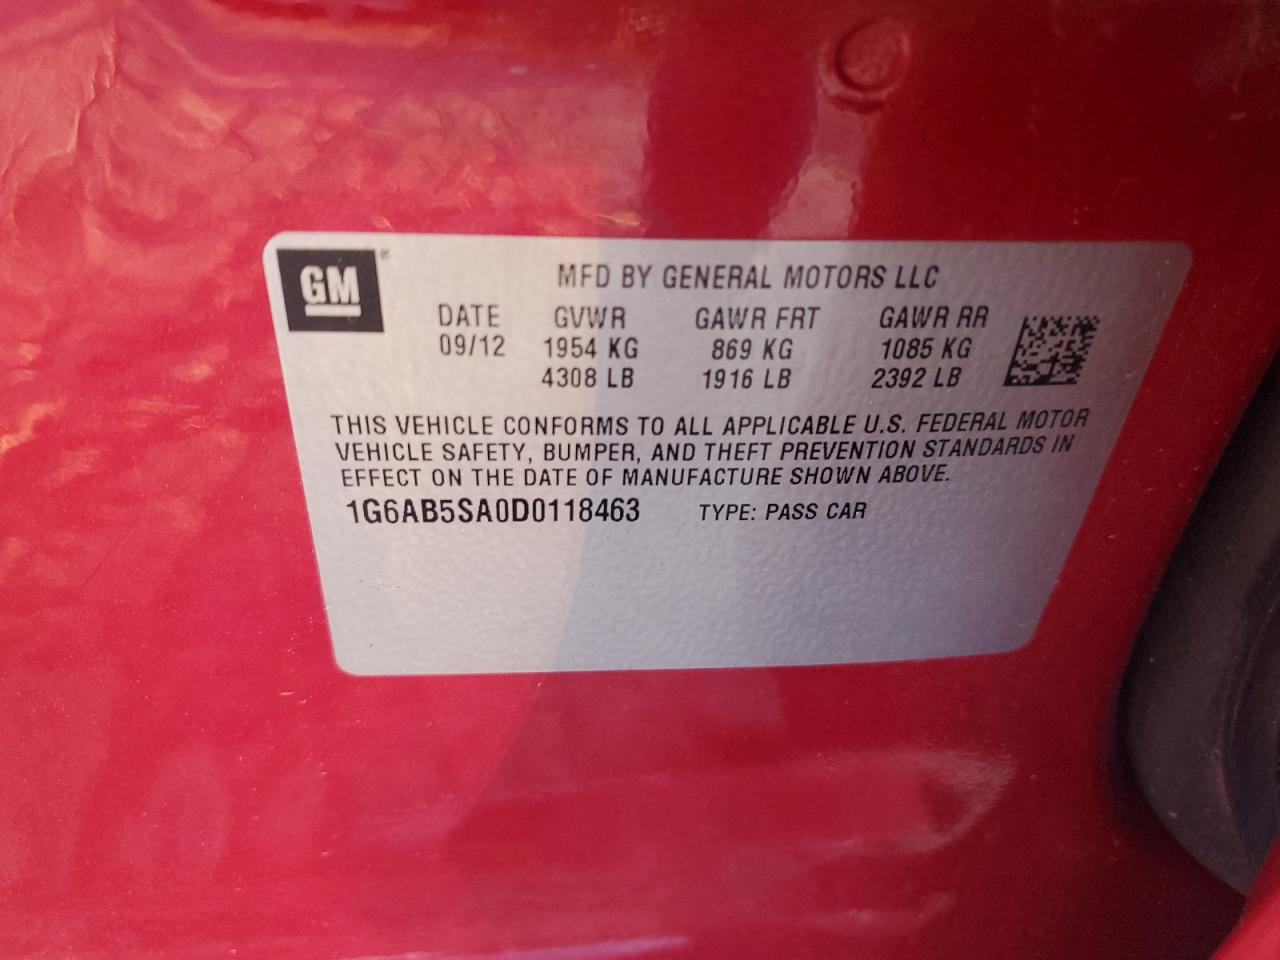 GM®
MFD BY GENERAL MOTORS LLC
DATE GVWR GAWR FRT GAWR RR
09/12 1954 KG 869 KG 1085 KG
4308 LB 1916 LB 2392 LB
THIS VEHICLE CONFORMS TO ALL APPLICABLE U.S. FEDERAL MOTOR
VEHICLE SAFETY, BUMPER, AND THEFT PREVENTION STANDARDS IN
EFFECT ON THE DATE OF MANUFACTURE SHOWN ABOVE.
1G6AB5SA0D0118463 TYPE: PASS CAR